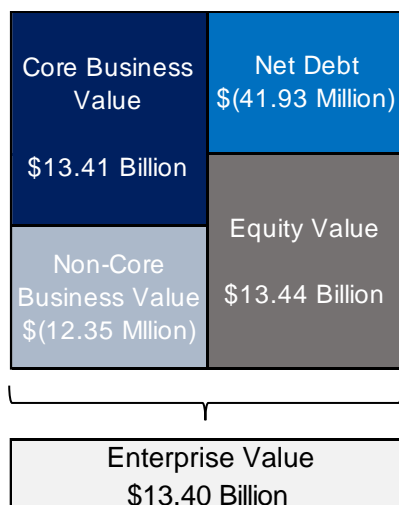 Core Business
Value
$13.41 Billion
Net Debt
$(41.93 Million)
Non-Core
Business Value
$(12.35 Mllion)
Equity Value
$13.44 Billion
Enterprise Value
$13.40 Billion